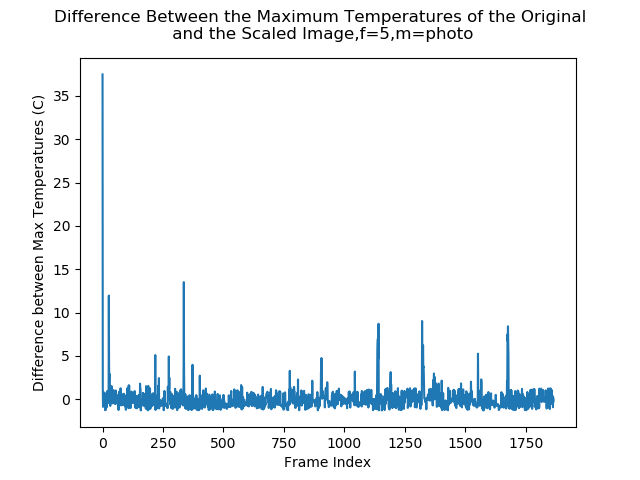 Difference Between the Maximum Temperatures of the Original
and the Scaled Image,f=5,m=photo
Difference between Max Temperatures (C)
35
30
25
20
15
10
5
0
0 250 500 750 1000 1250 1500 1750
Frame Index